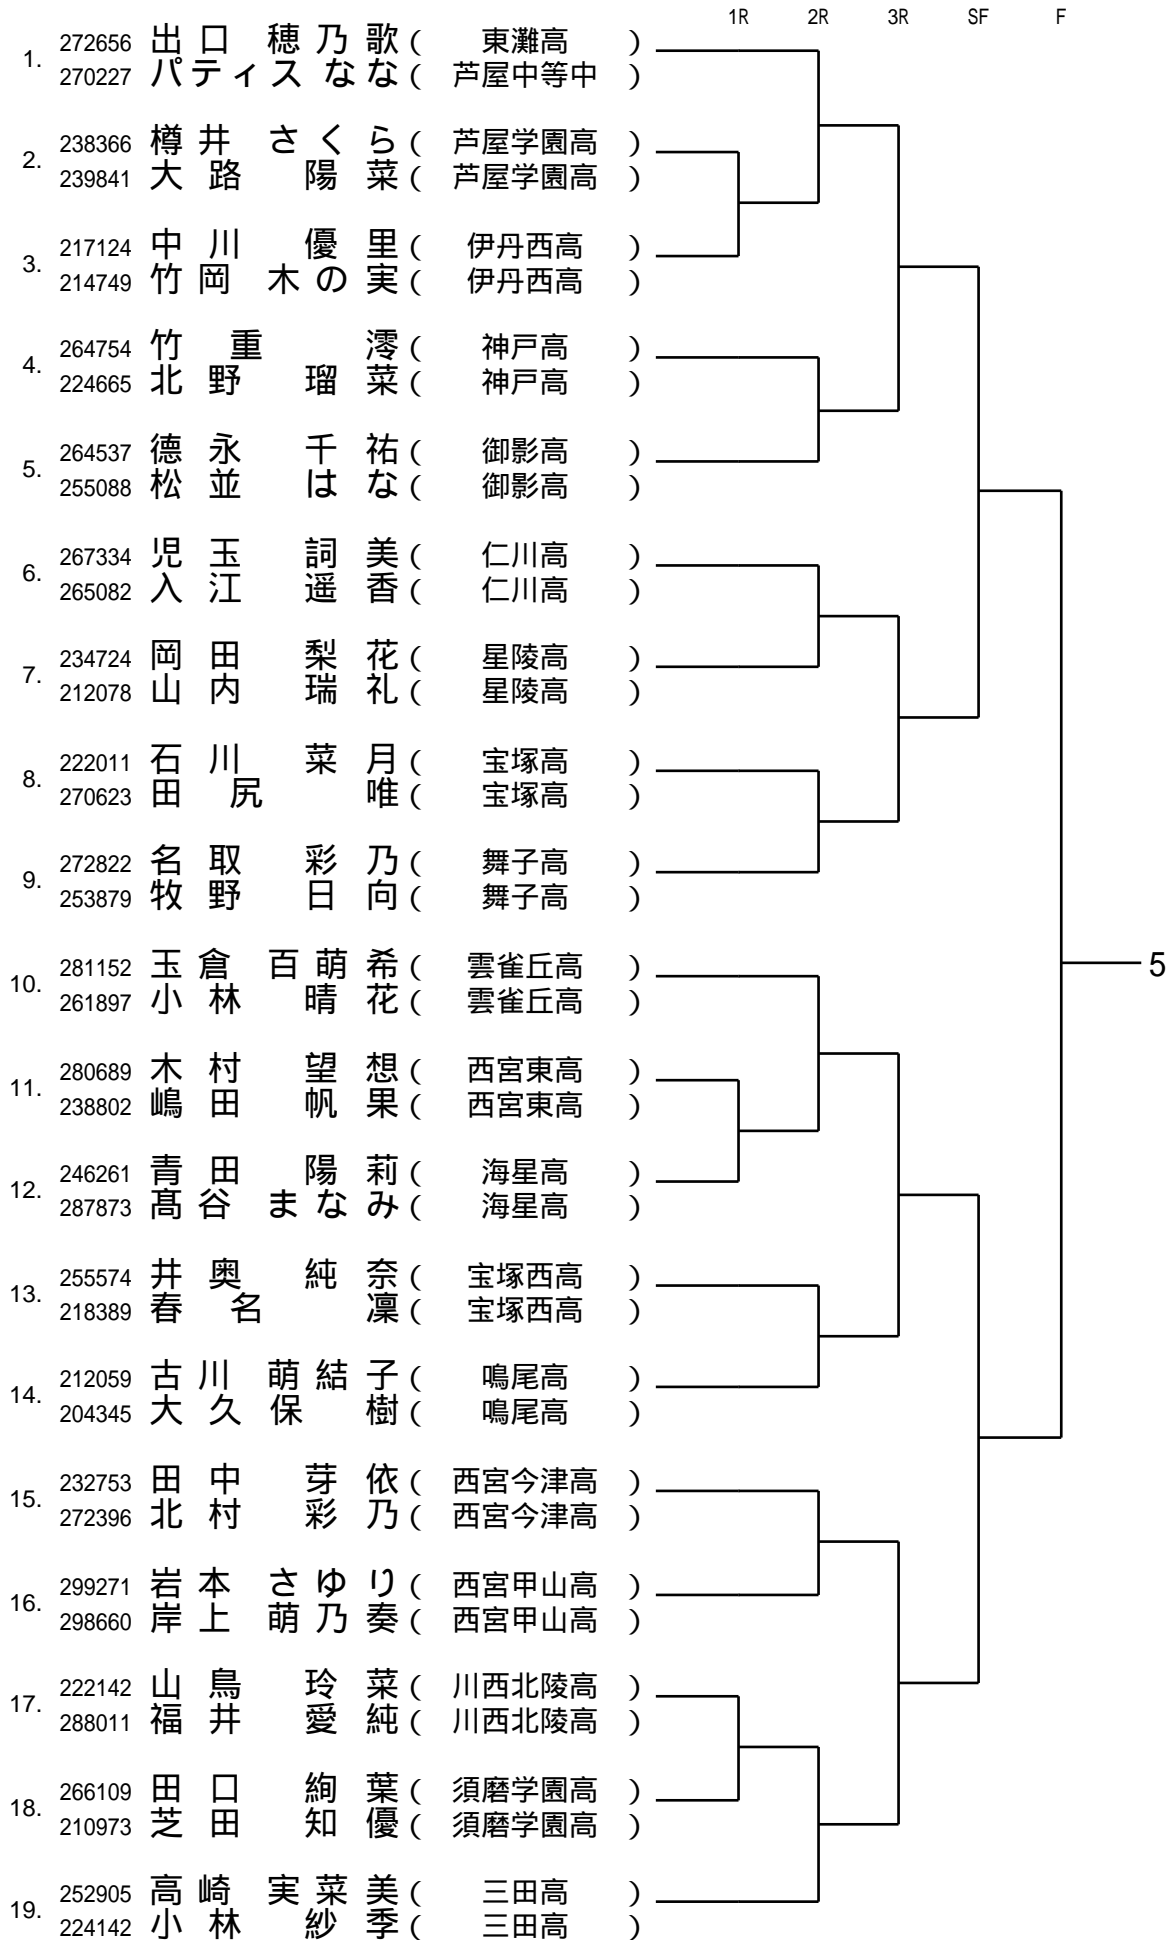 1R 2R 3R SF F
1.
272656 出口 穂乃歌 ( 東灘高 )
270227 パティス なな ( 芦屋中等中 )
2.
238366 樽井 さくら ( 芦屋学園高 )
239841 大路 陽菜 ( 芦屋学園高 )
3.
217124 中川 優里 ( 伊丹西高 )
214749 竹岡 木の実 ( 伊丹西高 )
4.
264754 竹重 澪 ( 神戸高 )
224665 北野 瑠菜 ( 神戸高 )
5.
264537 德永 千祐 ( 御影高 )
255088 松並 はな ( 御影高 )
6.
267334 児玉 詞美 ( 仁川高 )
265082 入江 遥香 ( 仁川高 )
7.
234724 岡田 梨花 ( 星陵高 )
212078 山内 瑞礼 ( 星陵高 )
8.
222011 石川 菜月 ( 宝塚高 )
270623 田尻 唯 ( 宝塚高 )
9.
272822 名取 彩乃 ( 舞子高 )
253879 牧野 日向 ( 舞子高 )
10.
281152 玉倉 百萌希 ( 雲雀丘高 )
261897 小林 晴花 ( 雲雀丘高 )
5
11.
280689 木村 望想 ( 西宮東高 )
238802 嶋田 帆果 ( 西宮東高 )
12.
246261 青田 陽莉 ( 海星高 )
287873 髙谷 まなみ ( 海星高 )
13.
255574 井奥 純奈 ( 宝塚西高 )
218389 春名 凜 ( 宝塚西高 )
14.
212059 古川 萌結子 ( 鳴尾高 )
204345 大久保 樹 ( 鳴尾高 )
15.
232753 田中 芽依 ( 西宮今津高 )
272396 北村 彩乃 ( 西宮今津高 )
16.
299271 岩本 さゆり ( 西宮甲山高 )
298660 岸上 萌乃奏 ( 西宮甲山高 )
17.
222142 山鳥 玲菜 ( 川西北陵高 )
288011 福井 愛純 ( 川西北陵高 )
18.
266109 田口 絢葉 ( 須磨学園高 )
210973 芝田 知優 ( 須磨学園高 )
19.
252905 高崎 実菜美 ( 三田高 )
224142 小林 紗季 ( 三田高 )